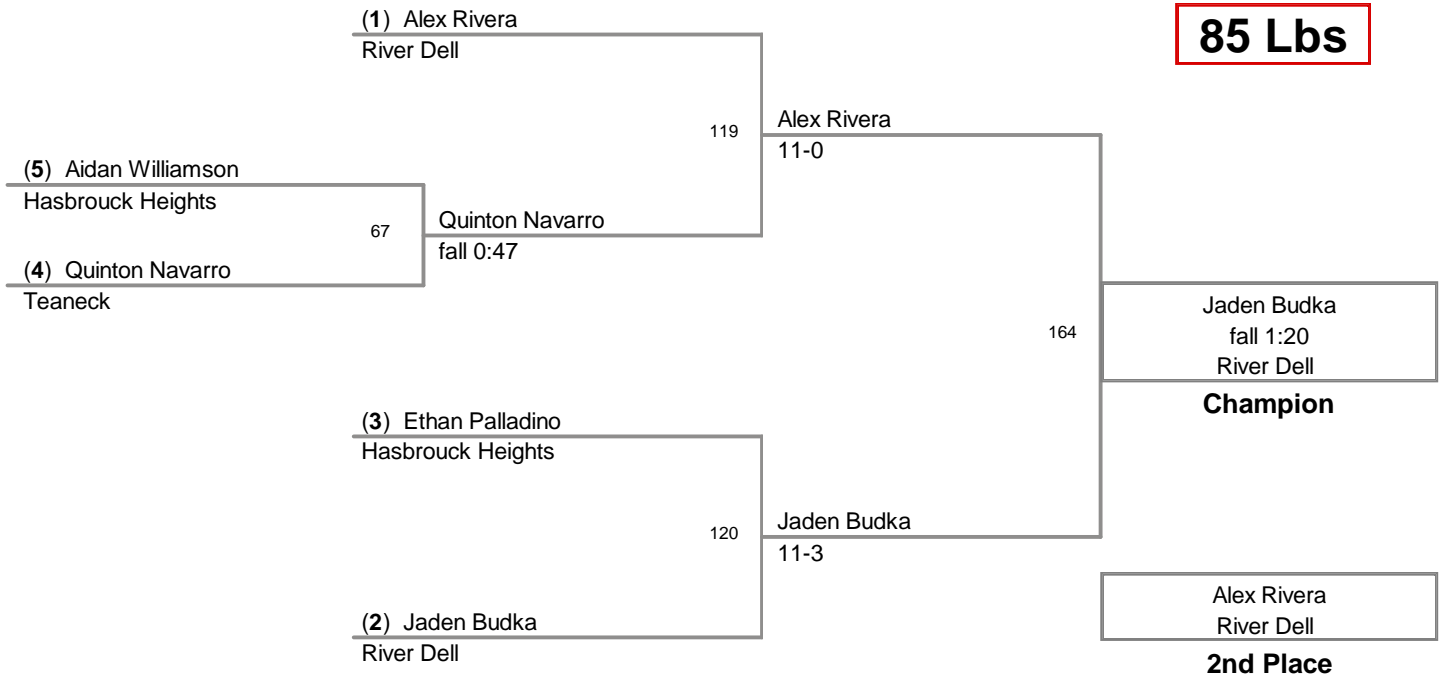 (1) Alex Rivera
River Dell
85 Lbs
119
Alex Rivera
11-0
(5) Aidan Williamson
Hasbrouck Heights
67
Quinton Navarro
fall 0:47
(4) Quinton Navarro
Teaneck
164
Jaden Budka
fall 1:20
River Dell
Champion
(3) Ethan Palladino
Hasbrouck Heights
120
Jaden Budka
11-3
(2) Jaden Budka
River Dell
Alex Rivera
River Dell
2nd Place